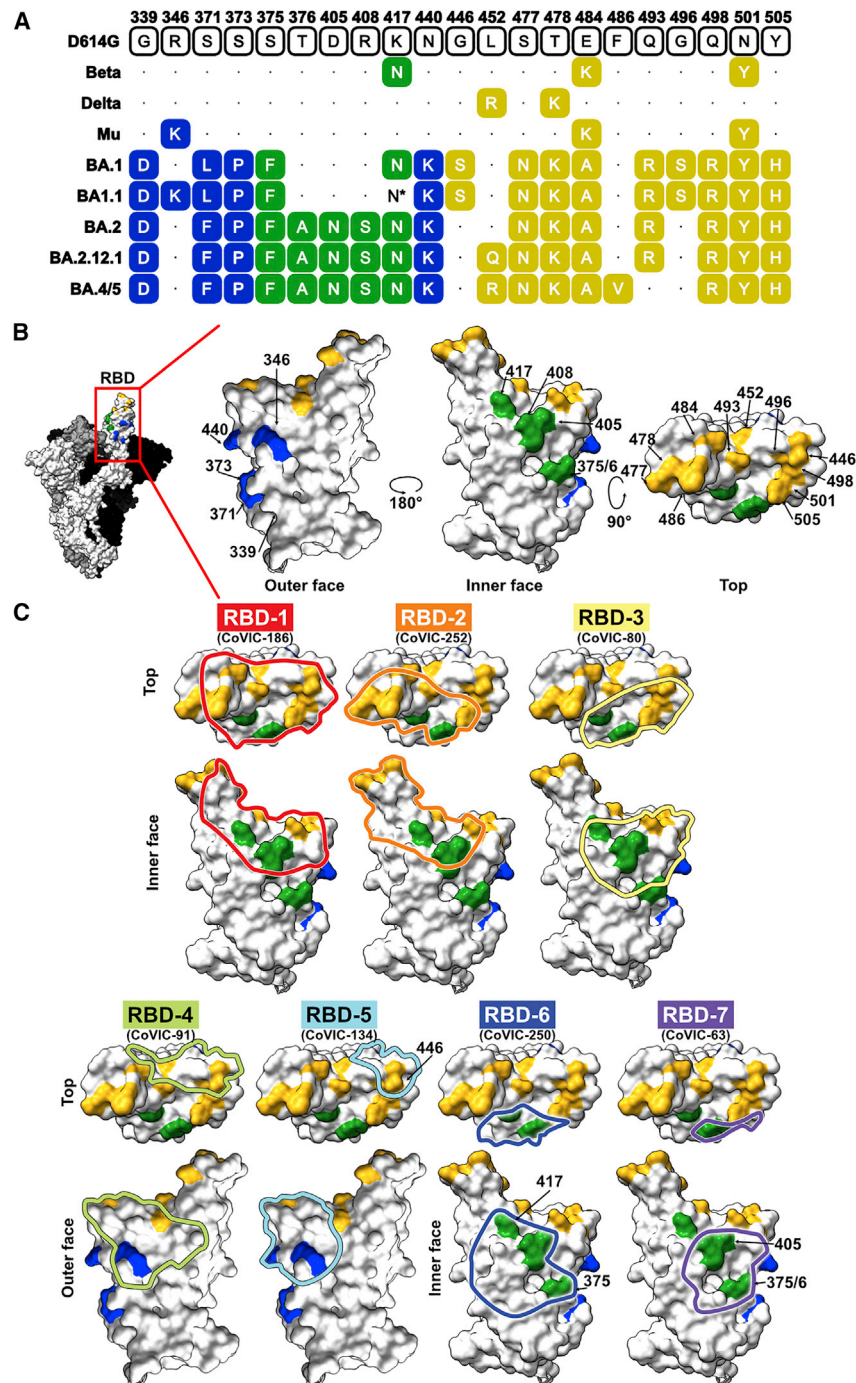 A
339 346 371 373 375 376 405 408 417 440 446 452 477 478 484 486 493 496 498 501 505
D614G G R S S S T D R K N G L S T E F Q G Q N Y
Beta · · · · · · · · N · · · · · K · · · · Y ·
Delta · · · · · · · · · · · R · K · · · · · · ·
Mu · K · · · · · · · · · · · · K · · · · Y ·
BA.1 D · L P F · · · N K S · N K A · R S R Y H
BA1.1 D K L P F · · · N* K S · N K A · R S R Y H
BA.2 D · F P F A N S N K · · N K A · R · R Y H
BA.2.12.1 D · F P F A N S N K · Q N K A · R · R Y H
BA.4/5 D · F P F A N S N K · R N K A V · · R Y H
B
RBD
346
440
373
371
339
Outer face
180°
417
408
405
375/6
Inner face
90°
452
493
496
484
478
477
446
498
501
505
486
Top
C
RBD-1
(CoVIC-186)
RBD-2
(CoVIC-252)
RBD-3
(CoVIC-80)
Top
Inner face
RBD-4
(CoVIC-91)
RBD-5
(CoVIC-134)
RBD-6
(CoVIC-250)
RBD-7
(CoVIC-63)
Top
446
Outer face
Inner face
417
375
405
375/6